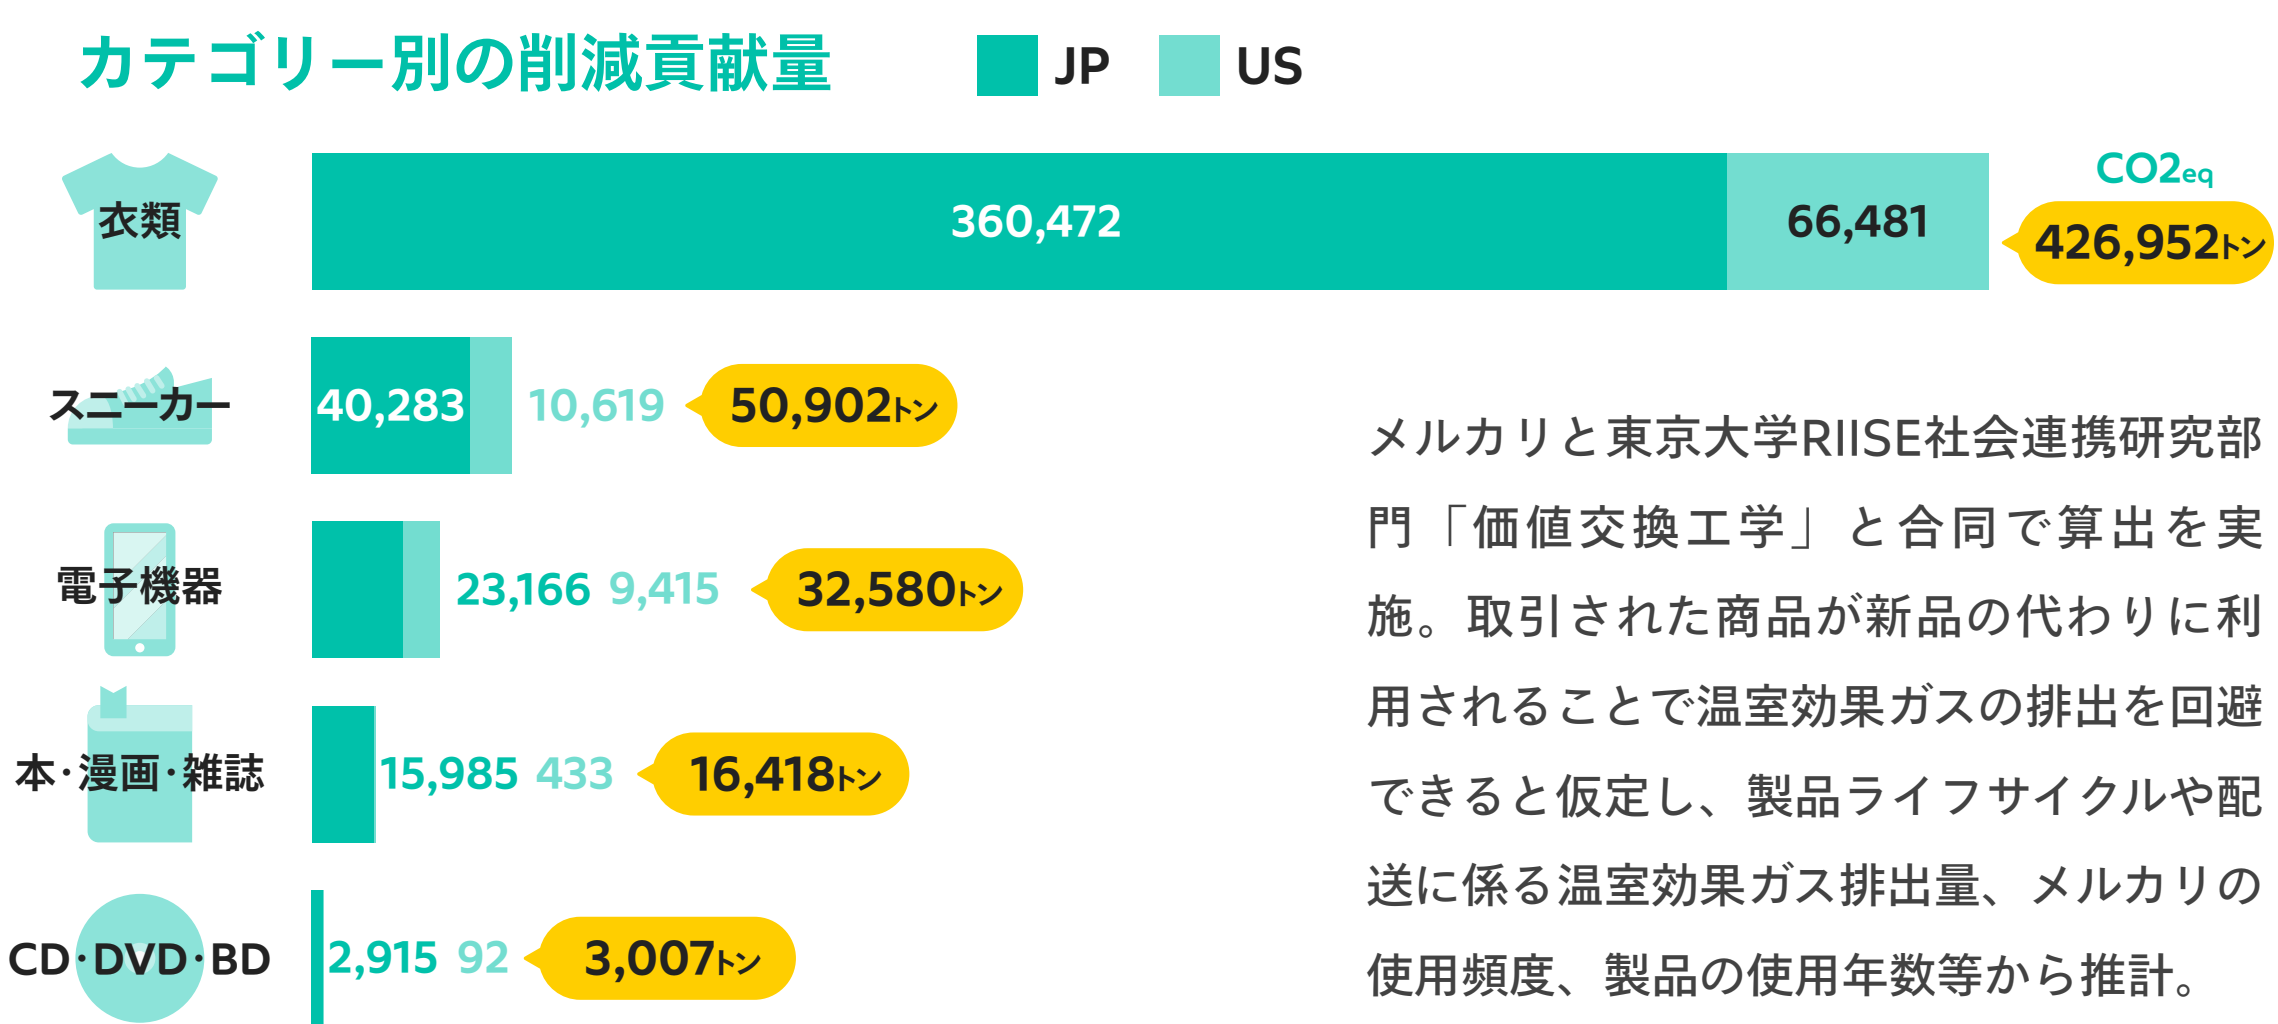 カテゴリー別の削減貢献量
JP
US
衣類
360,472
66,481
CO2eq
426,952トン
スニーカー
40,283
10,619
50,902トン
電子機器
23,166
9,415
32,580トン
本・漫画・雑誌
15,985
433
16,418トン
CD・DVD・BD
2,915
92
3,007トン
メルカリと東京大学RIISE社会連携研究部
門「価値交換工学」と合同で算出を実
施。取引された商品が新品の代わりに利
用されることで温室効果ガスの排出を回避
できると仮定し、製品ライフサイクルや配
送に係る温室効果ガス排出量、メルカリの
使用頻度、製品の使用年数等から推計。